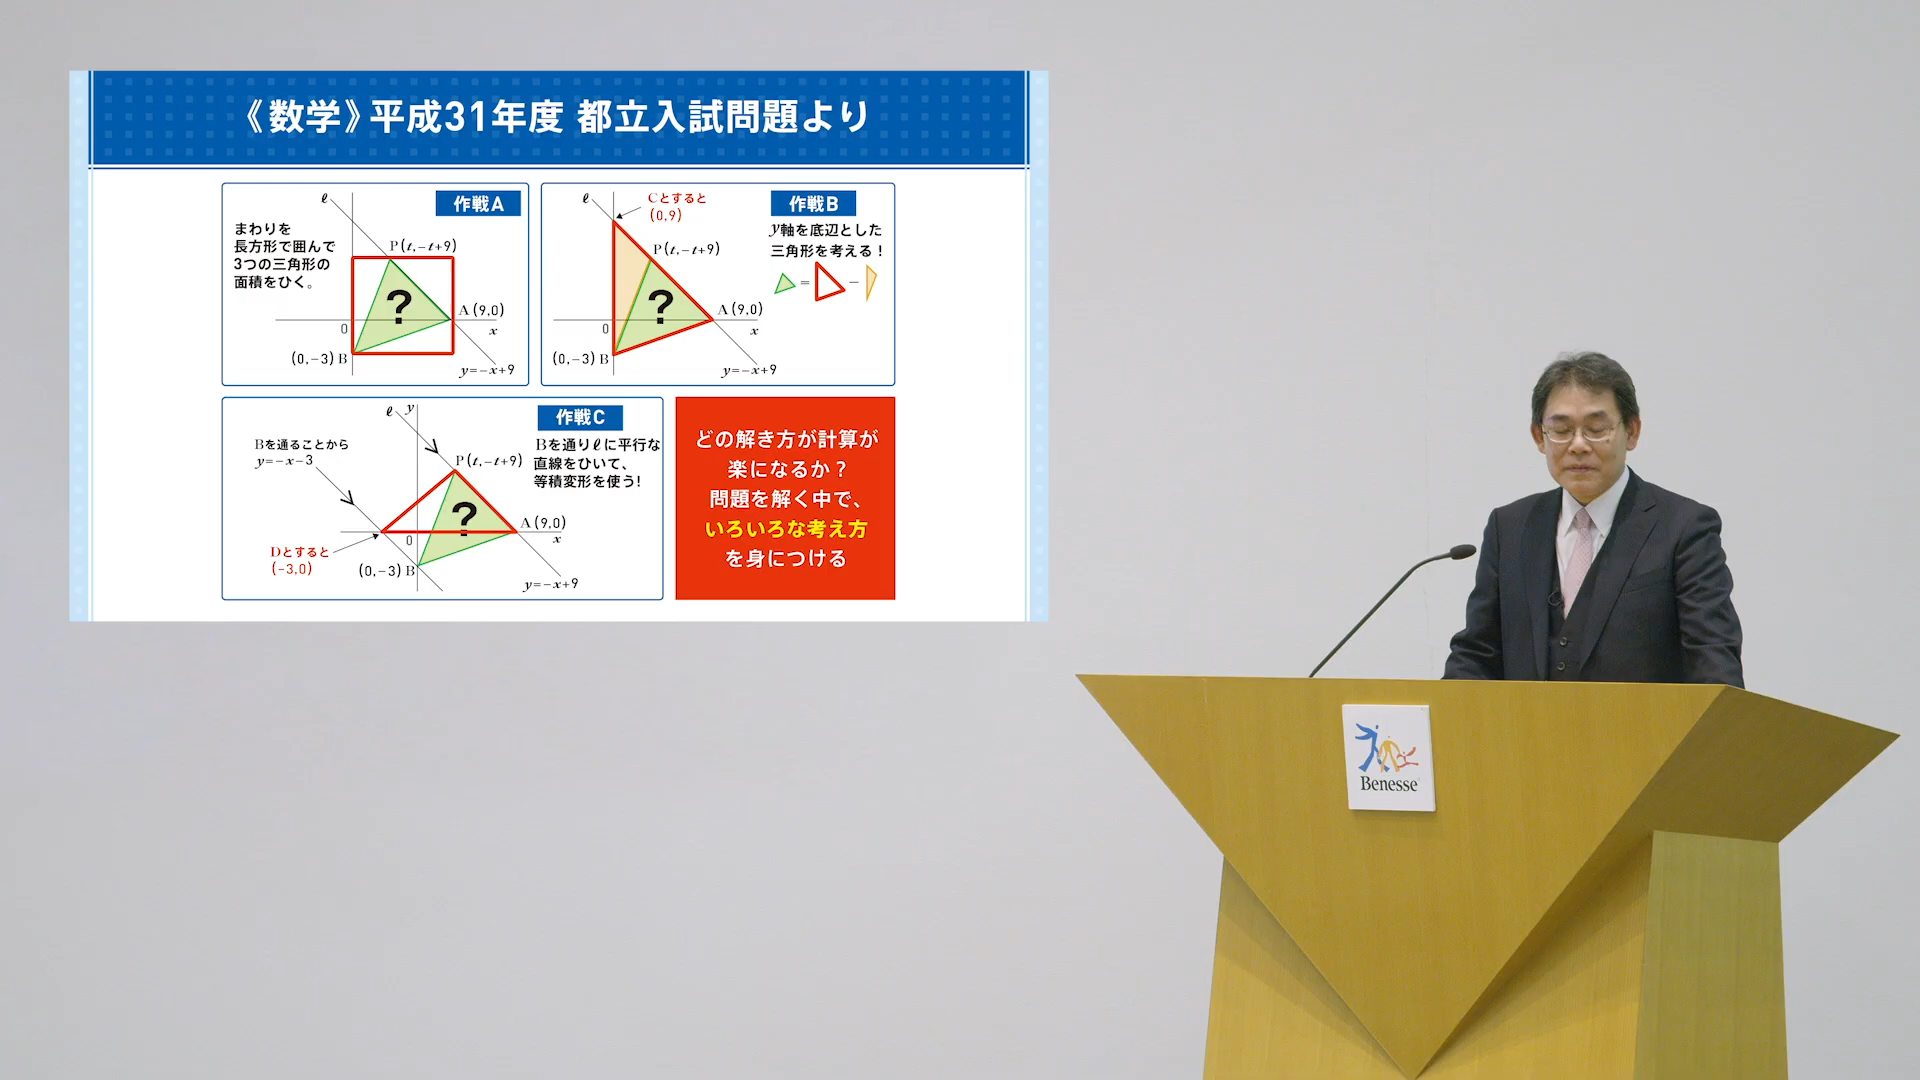 《数学》平成31年度 都立入試問題より
作戦A
まわりを
長方形で囲んで
3つの三角形の
面積をひく。
ℓ
P(t,−t+9)
?
A(9,0)
x
0
(0,−3)B
y=−x+9
作戦B
y軸を底辺とした
三角形を考える!
= −
ℓ
Cとすると
(0,9)
P(t,−t+9)
?
A(9,0)
x
0
(0,−3)B
y=−x+9
作戦C
Bを通りℓに平行な
直線をひいて、
等積変形を使う!
ℓ
y
Bを通ることから
y=−x−3
P(t,−t+9)
?
A(9,0)
x
0
Dとすると
(−3,0)
(0,−3)B
y=−x+9
どの解き方が計算が
楽になるか?
問題を解く中で、
いろいろな考え方
を身につける
Benesse